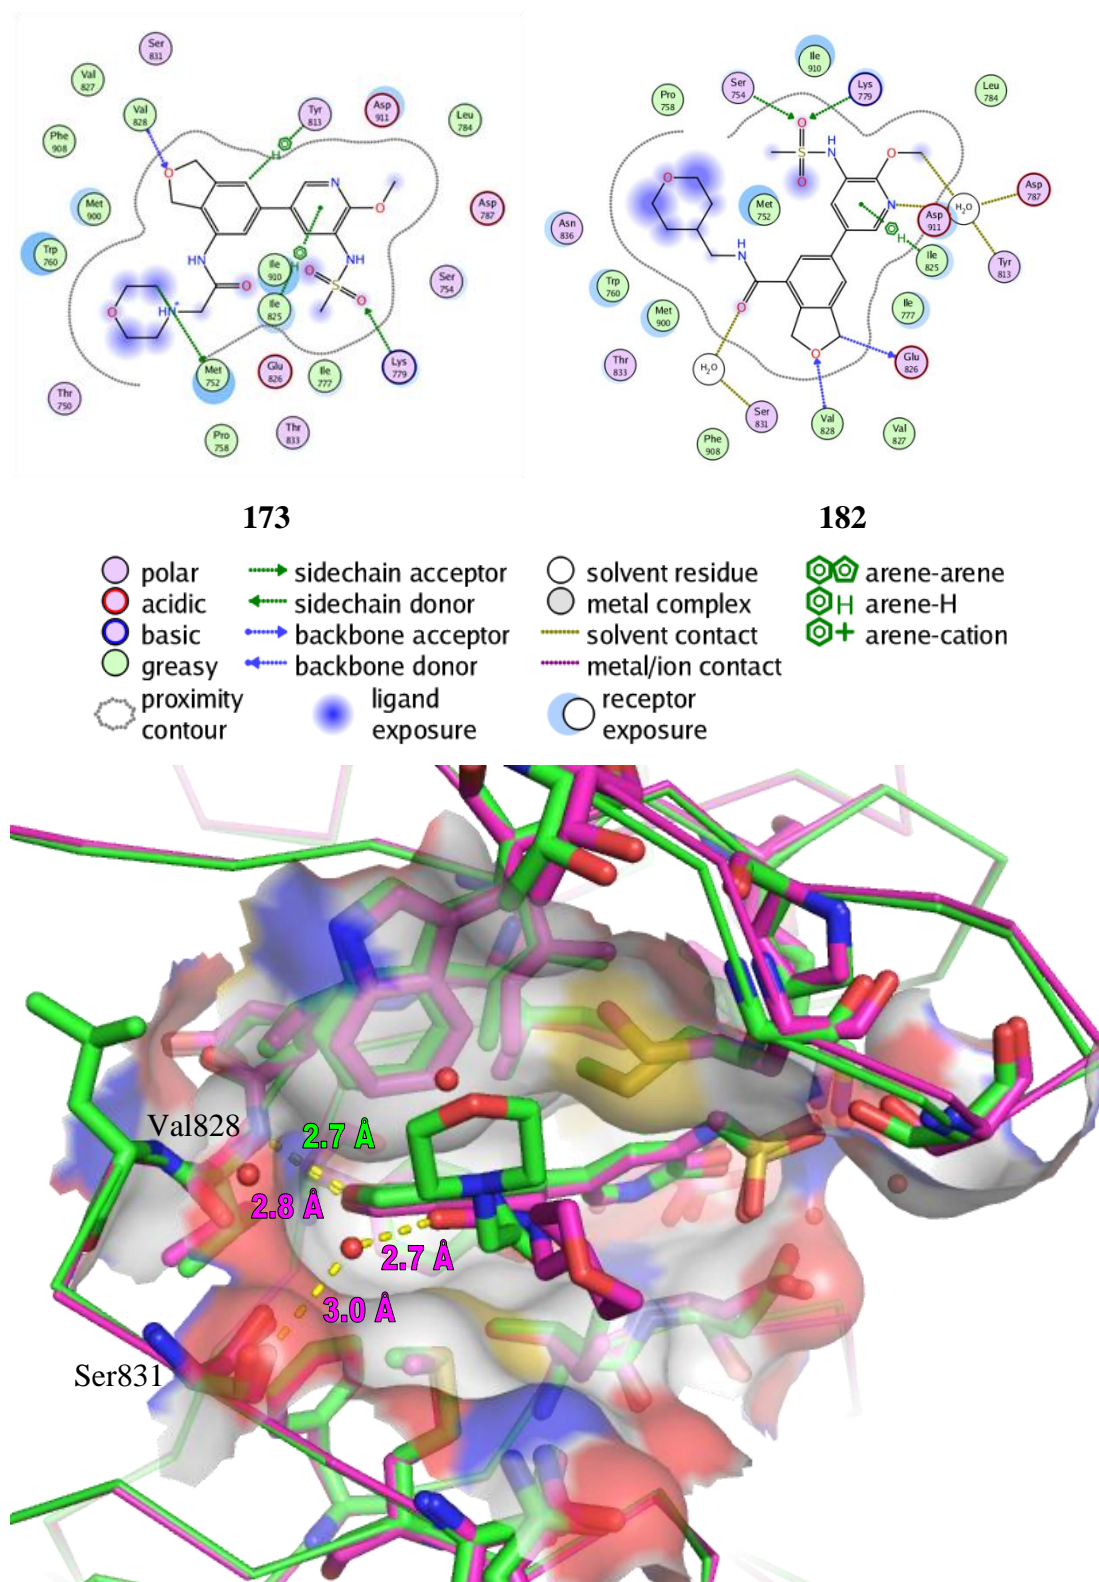 Ser
831
Val
827
Val
828
Tyr
813
Asp
911
Leu
784
Phe
908
Met
900
Asp
787
Trp
760
Ile
910
Ile
825
Ser
754
Met
752
Glu
826
Ile
777
Lys
779
Thr
750
Pro
758
Thr
833
O
H
N
O
NH
HN
O
O
S
O
O
HN+
H
Ile
910
Ser
754
Lys
779
Pro
758
Leu
784
Met
752
Asp
787
Asp
911
H2O
Asn
836
Ile
825
Tyr
813
Trp
760
Met
900
Ile
777
Thr
833
Glu
826
H2O
Ser
831
Val
828
Val
827
Phe
908
O
S
O
H
N
O
N
O
H
N
O
O
H
173
182
polar
sidechain acceptor
solvent residue
arene-arene
acidic
sidechain donor
metal complex
H arene-H
basic
backbone acceptor
solvent contact
+ arene-cation
greasy
backbone donor
metal/ion contact
proximity
contour
ligand
exposure
receptor
exposure
Val828
2.7 Å
2.8 Å
2.7 Å
3.0 Å
Ser831